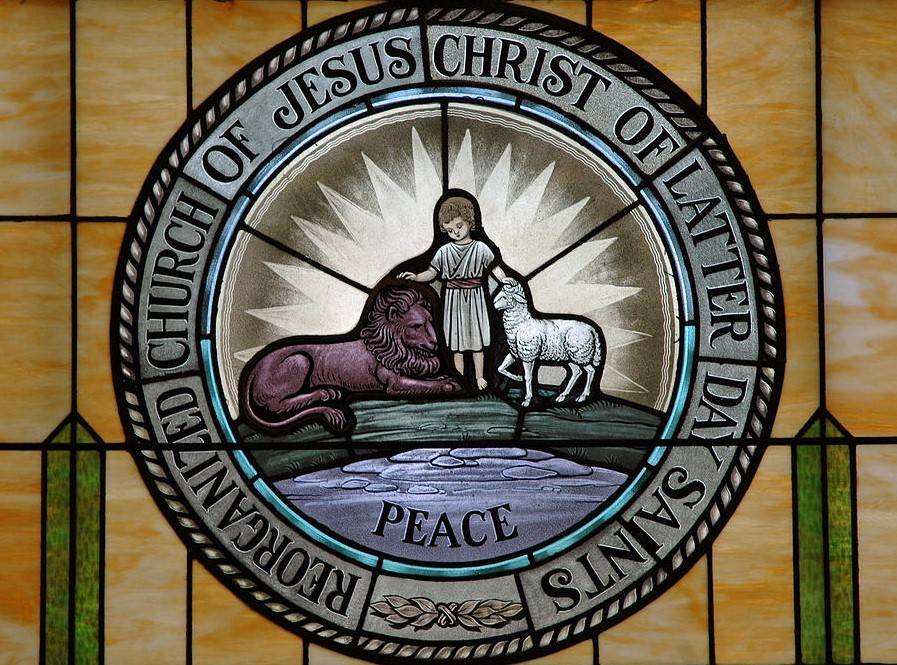 REORGANIZED CHURCH OF JESUS CHRIST OF LATTER DAY SAINTS
PEACE